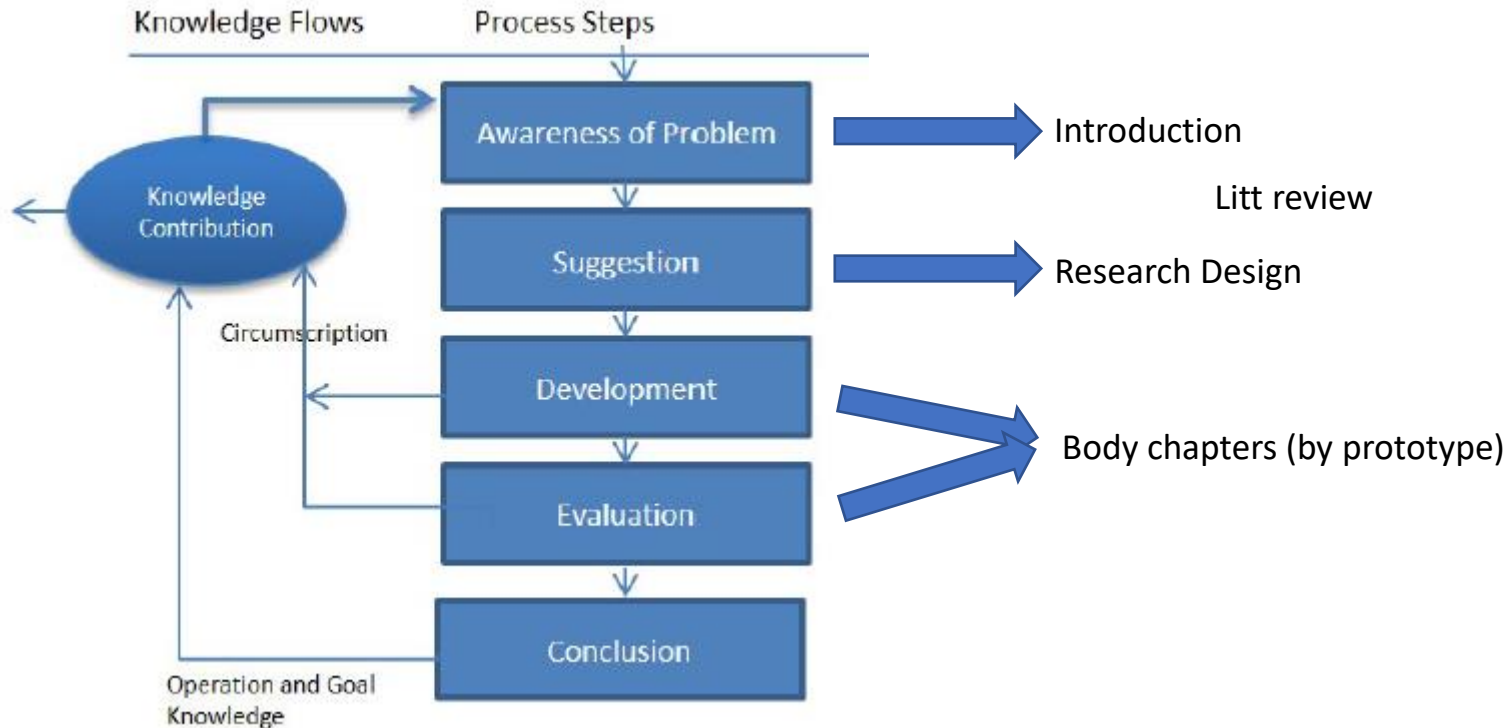 Knowledge Flows
Process Steps
Awareness of Problem
Introduction
Knowledge
Contribution
Litt review
Suggestion
Research Design
Circumscription
Development
Body chapters (by prototype)
Evaluation
Conclusion
Operation and Goal
Knowledge